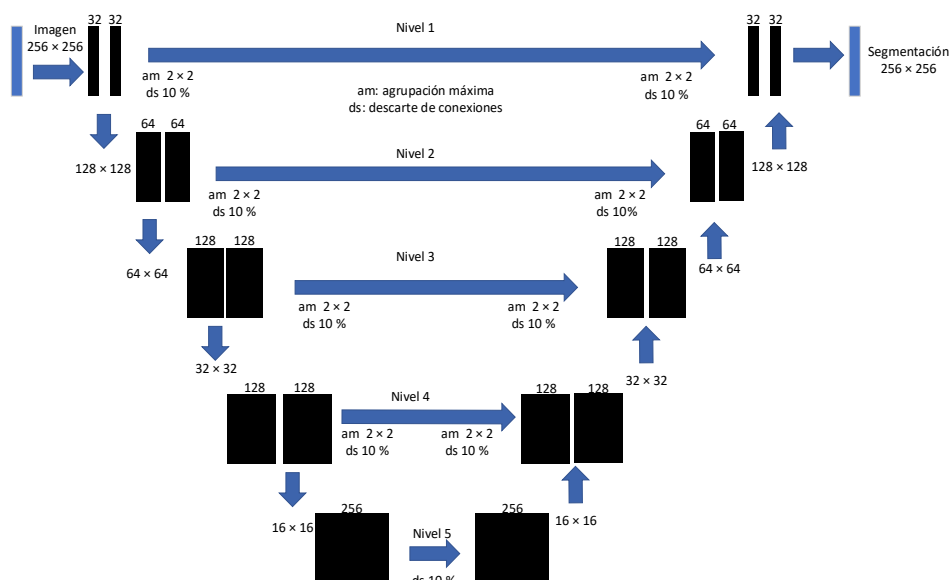 32 32
Nivel 1
32 32
Imagen
256 × 256
Segmentación
256 × 256
am 2 × 2
ds 10 %
am: agrupación máxima
ds: descarte de conexiones
am 2 × 2
ds 10 %
64 64
Nivel 2
64 64
128 × 128
128 × 128
am 2 × 2
ds 10 %
am 2 × 2
ds 10%
128 128
Nivel 3
128 128
64 × 64
64 × 64
am 2 × 2
ds 10 %
am 2 × 2
ds 10 %
32 × 32
32 × 32
128 128
Nivel 4
128 128
am 2 × 2
ds 10 %
am 2 × 2
ds 10 %
256
256
16 × 16
16 × 16
Nivel 5
ds 10 %